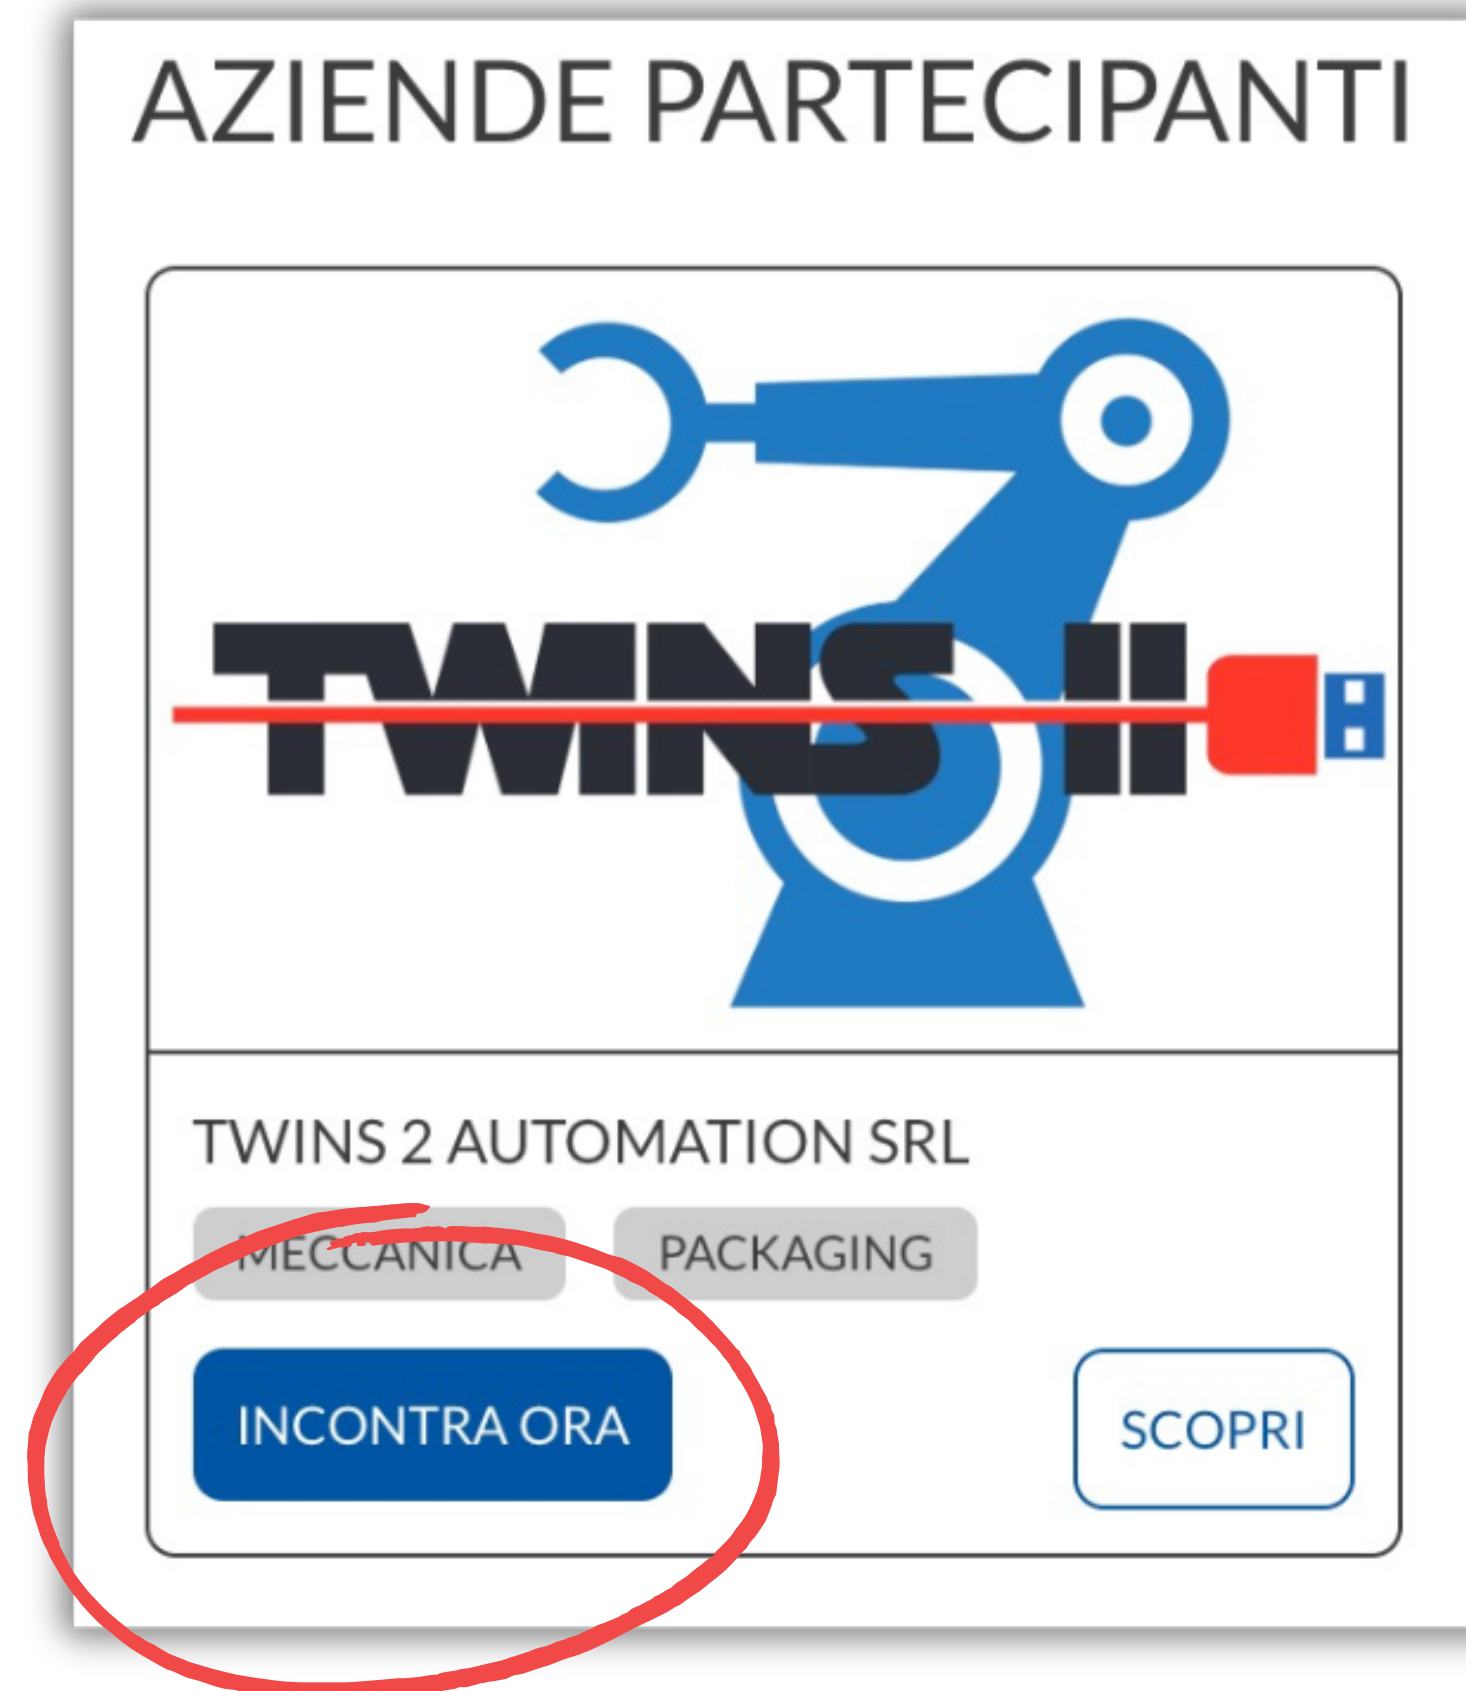 AZIENDE PARTECIPANTI
TWINS II
TWINS 2 AUTOMATION SRL
MECCANICA PACKAGING
INCONTRA ORA SCOPRI